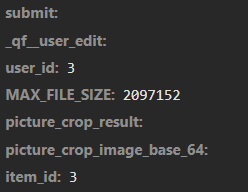 submit:
_qf__user_edit:
user_id: 3
MAX_FILE_SIZE: 2097152
picture_crop_result:
picture_crop_image_base_64:
item_id: 3